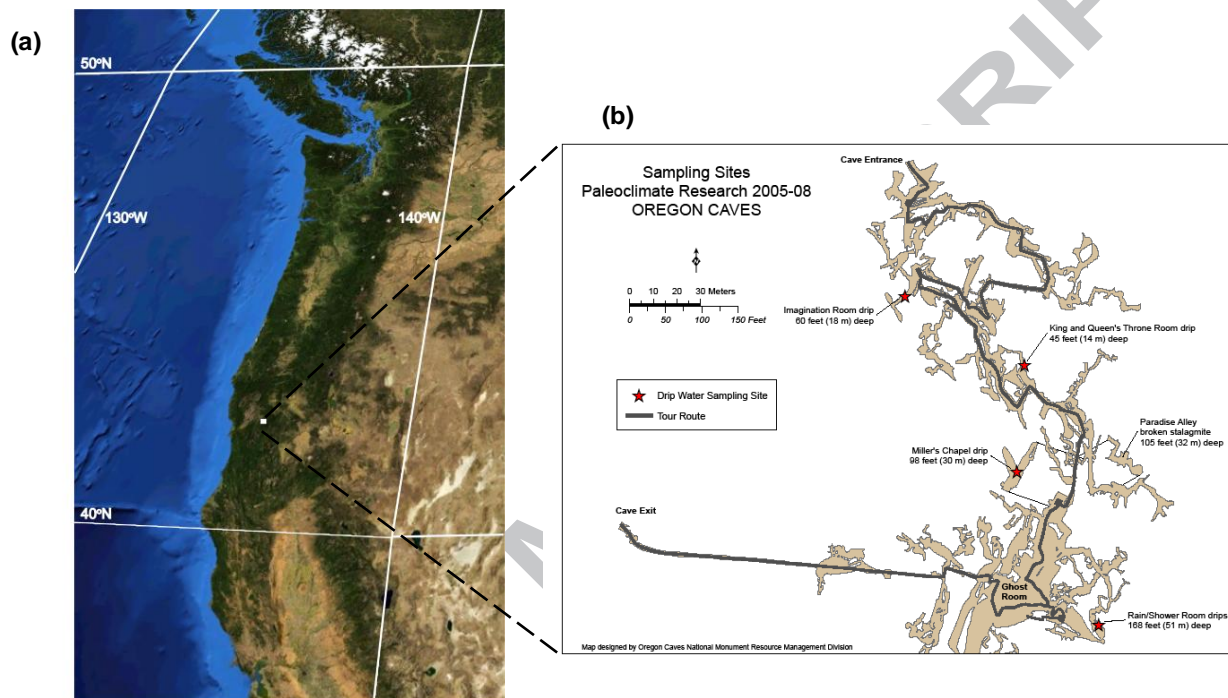 (a)
50°N
130°W
140°W
40°N
(b)
Sampling Sites
Paleoclimate Research 2005-08
OREGON CAVES
N
0 10 20 30 Meters
0 50 100 150 Feet
Drip Water Sampling Site
Tour Route
Cave Entrance
Imagination Room drip
60 feet (18 m) deep
King and Queen's Throne Room drip
45 feet (14 m) deep
Paradise Alley
broken stalagmite
105 feet (32 m) deep
Miller's Chapel drip
98 feet (30 m) deep
Cave Exit
Ghost
Room
Rain/Shower Room drips
168 feet (51 m) deep
Map designed by Oregon Caves National Monument Resource Management Division